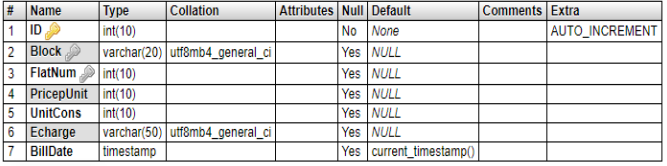 # Name Type Collation Attributes Null Default Comments Extra
1 ID int(10) No None AUTO_INCREMENT
2 Block varchar(20) utf8mb4_general_ci Yes NULL
3 FlatNum int(10) Yes NULL
4 PricepUnit int(10) Yes NULL
5 UnitCons int(10) Yes NULL
6 Echarge varchar(50) utf8mb4_general_ci Yes NULL
7 BillDate timestamp Yes current_timestamp()